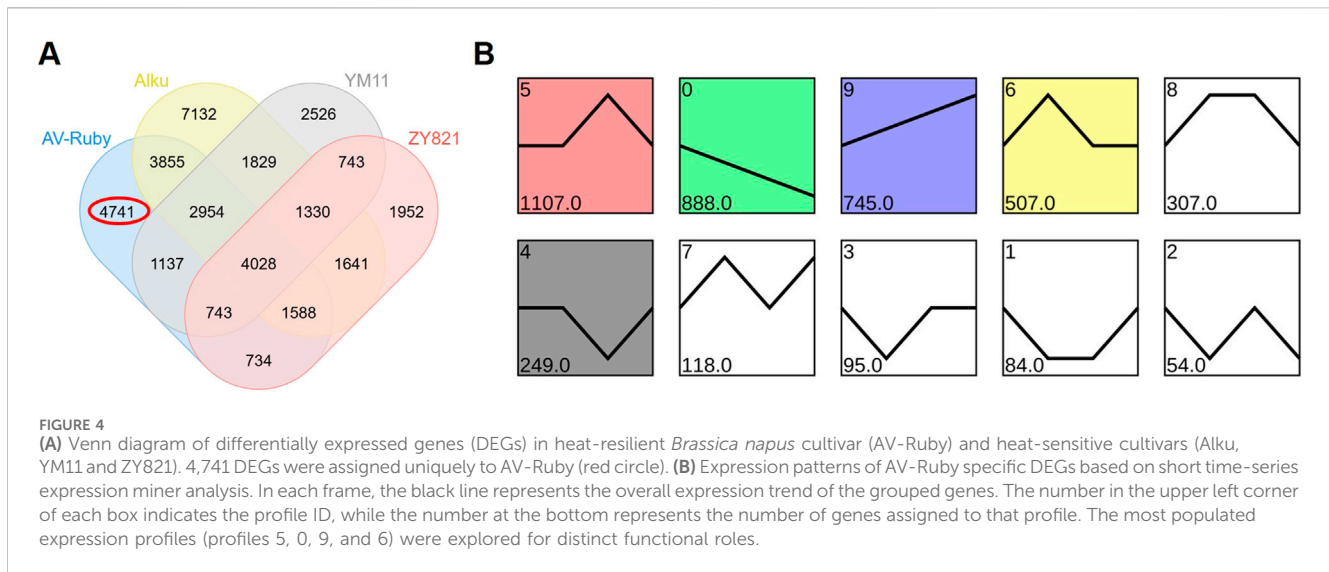 A
Alku
YM11
AV-Ruby
ZY821
7132
2526
3855
1829
743
4741
2954
1330
1952
1137
4028
1641
743
1588
734
B
5
1107.0
0
888.0
9
745.0
6
507.0
8
307.0
4
249.0
7
118.0
3
95.0
1
84.0
2
54.0
FIGURE 4
(A) Venn diagram of differentially expressed genes (DEGs) in heat-resilient Brassica napus cultivar (AV-Ruby) and heat-sensitive cultivars (Alku,
YM11 and ZY821). 4,741 DEGs were assigned uniquely to AV-Ruby (red circle). (B) Expression patterns of AV-Ruby specific DEGs based on short time-series
expression miner analysis. In each frame, the black line represents the overall expression trend of the grouped genes. The number in the upper left corner
of each box indicates the profile ID, while the number at the bottom represents the number of genes assigned to that profile. The most populated
expression profiles (profiles 5, 0, 9, and 6) were explored for distinct functional roles.